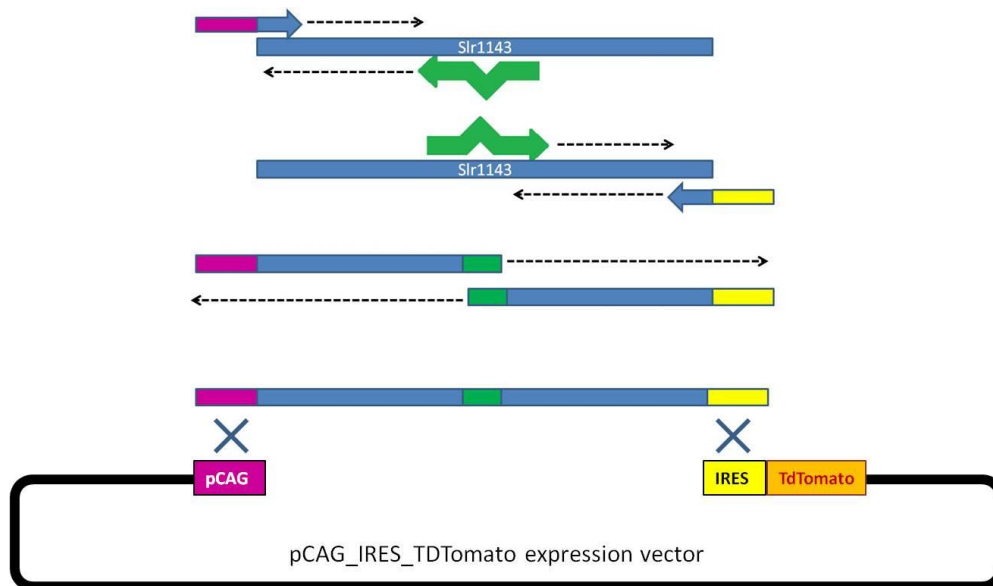 Slr1143
Slr1143
pCAG
IRES
TdTomato
pCAG_IRES_TDTomato expression vector